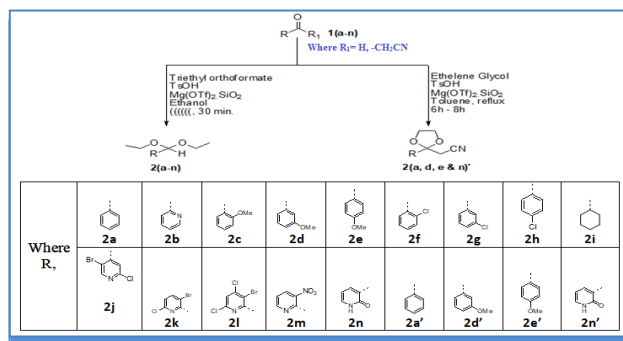 O
R R1 1(a-n)
Where R1= H, -CH2CN
Triethyl orthoformate
TsOH
Mg(OTf)2.SiO2
Ethanol
((((((, 30 min.
Ethelene Glycol
TsOH
Mg(OTf)2.SiO2
Toluene, reflux
6h - 8h
O O
R H
2(a-n)
O O
R CN
2(a, d, e & n)'
Where R,
N OMe OMe OMe Cl Cl Cl
2a 2b 2c 2d 2e 2f 2g 2h 2i
Br N Cl
2j
Cl N Br
2k
Cl Cl N Br
2l
NO2 N
2m
N H O
2n
2a'
OMe
2d'
OMe
2e'
N H O
2n'